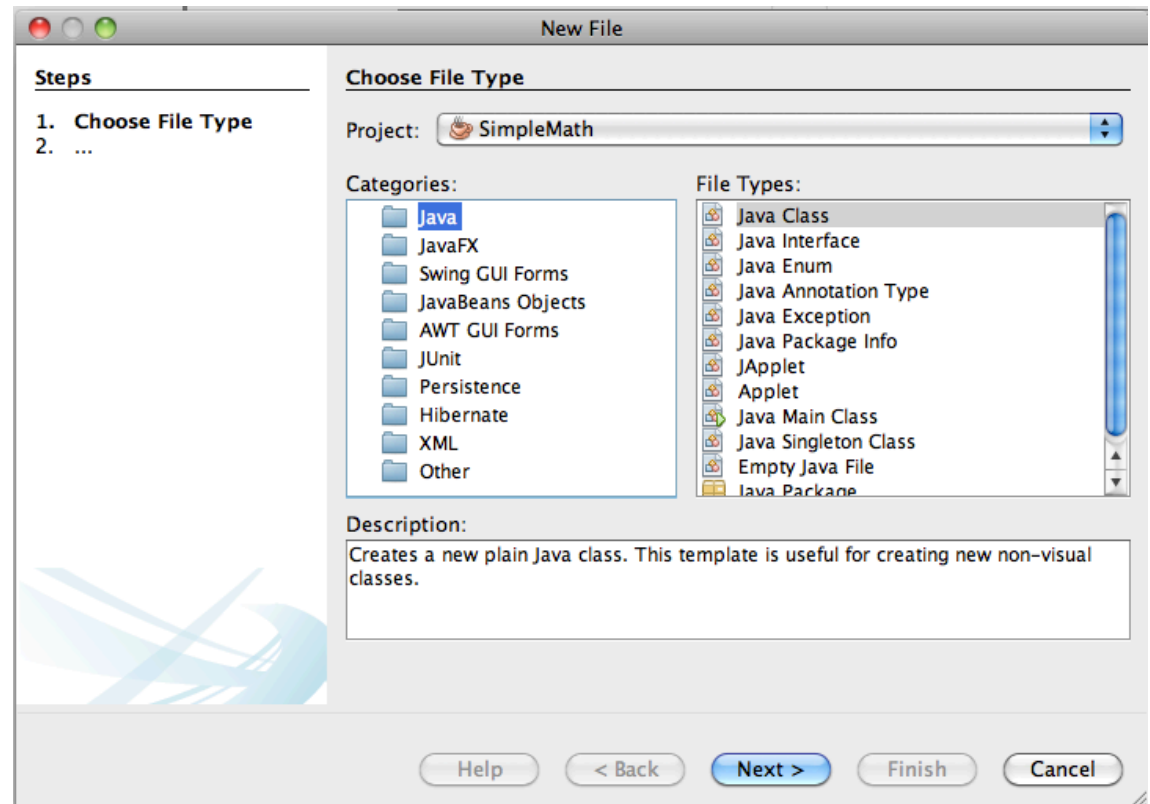 New File
Steps
1. Choose File Type
2. ...
Choose File Type
Project: SimpleMath
Categories:
Java
JavaFX
Swing GUI Forms
JavaBeans Objects
AWT GUI Forms
JUnit
Persistence
Hibernate
XML
Other
File Types:
Java Class
Java Interface
Java Enum
Java Annotation Type
Java Exception
Java Package Info
JApplet
Applet
Java Main Class
Java Singleton Class
Empty Java File
Java Package
Description:
Creates a new plain Java class. This template is useful for creating new non-visual
classes.
Help < Back Next > Finish Cancel